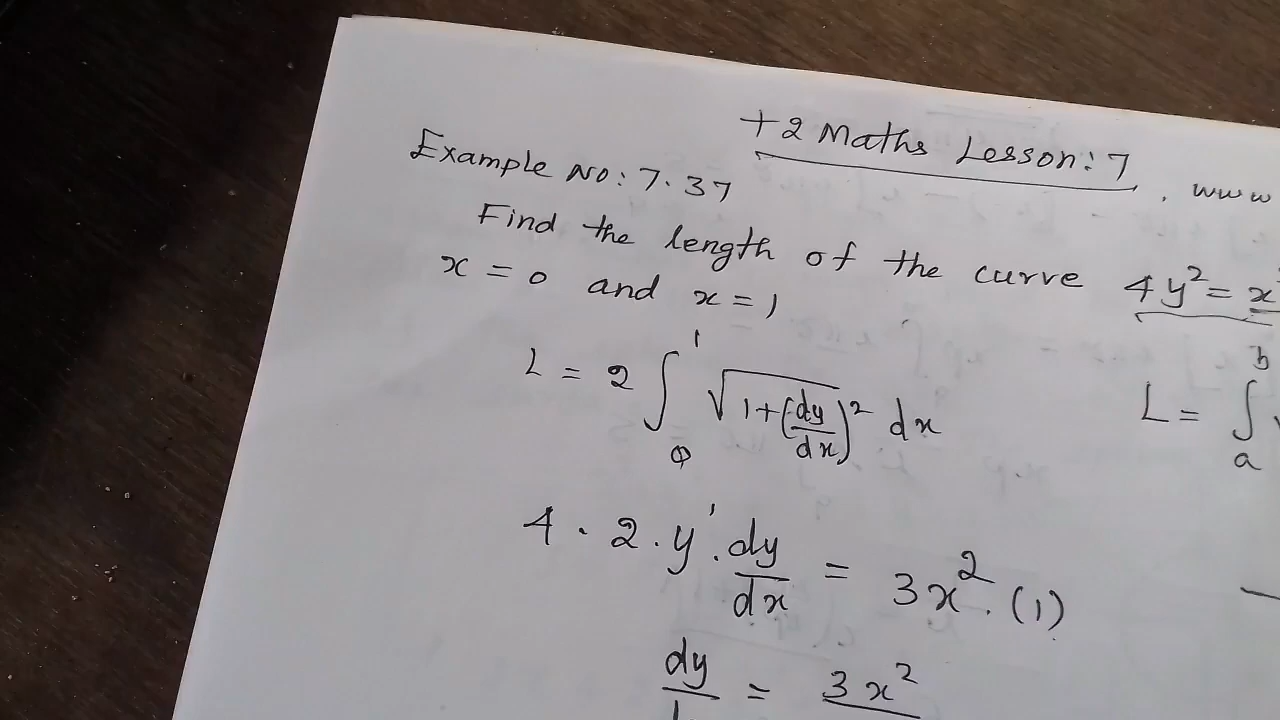 +2 Maths Lesson: 7
, www
Example No: 7.37
Find the length of the curve 4y² = x
x = 0 and x = 1
L = 2 ∫₀¹ √1+(dy/dx)² dx
L = ∫ₐᵇ √
4 . 2 . y' . dy/dx = 3x² . (1)
dy/ = 3x²